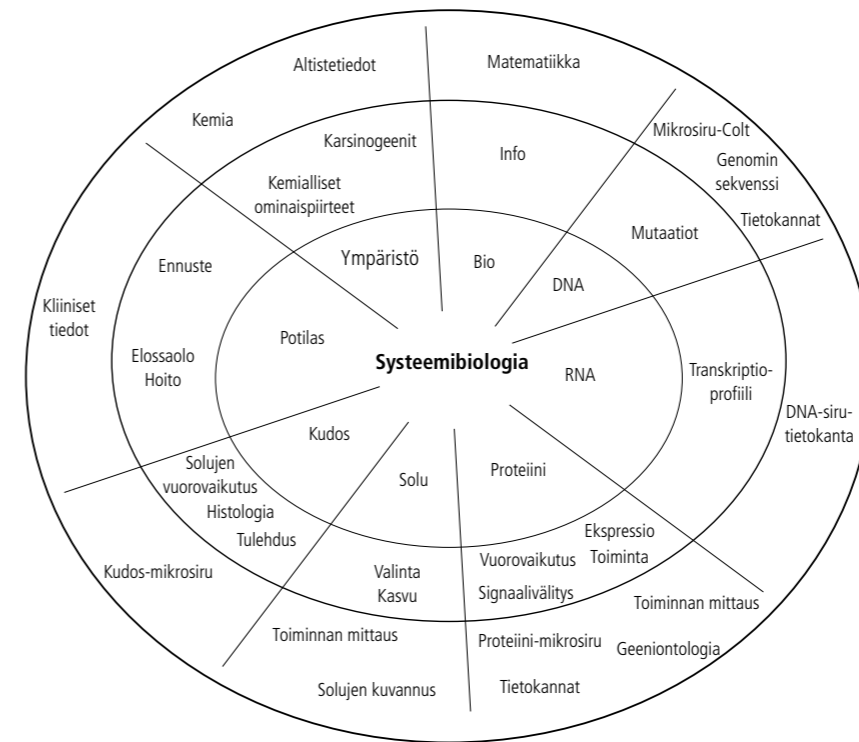 Altistetiedot
Matematiikka
Kemia
Mikrosiru-Colt
Karsinogeenit
Info
Genomin
sekvenssi
Kemialliset
ominaispiirteet
Tietokannat
Mutaatiot
Ympäristö
Bio
Ennuste
DNA
Kliiniset
tiedot
Potilas
Systeemibiologia
Elossaolo
Hoito
RNA
Transkriptio-
profiili
DNA-siru-
tietokanta
Kudos
Solujen
vuorovaikutus
Histologia
Tulehdus
Solu
Proteiini
Ekspressio
Toiminta
Vuorovaikutus
Kudos-mikrosiru
Valinta
Kasvu
Signaalivälitys
Toiminnan mittaus
Toiminnan mittaus
Proteiini-mikrosiru
Geeniontologia
Solujen kuvannus
Tietokannat